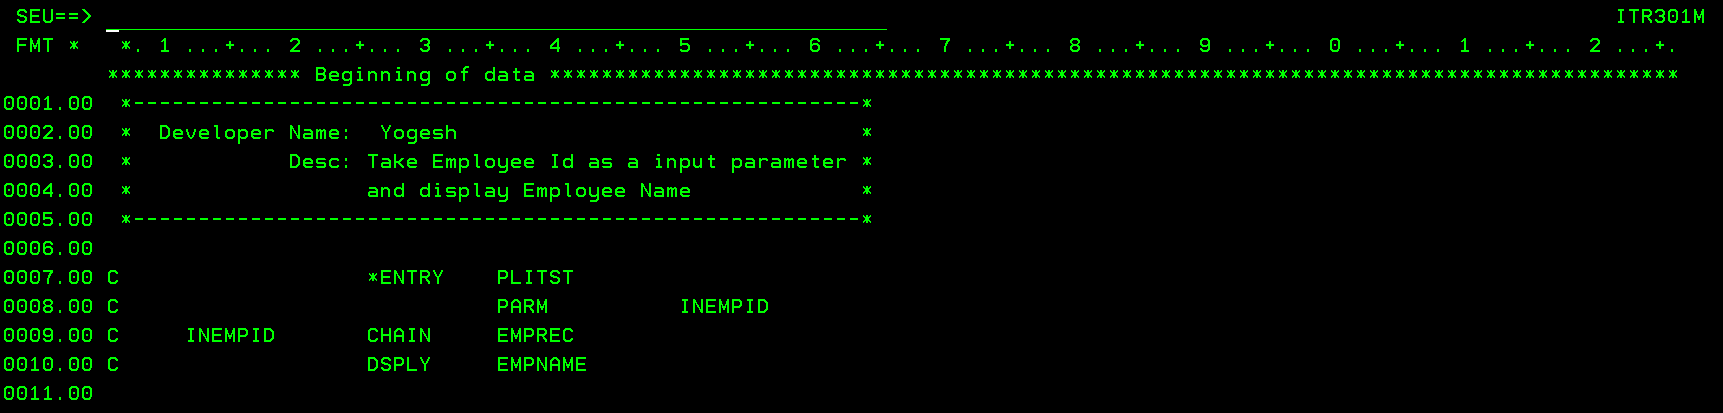 SEU==> ITR301M
FMT * *. 1 ...+... 2 ...+... 3 ...+... 4 ...+... 5 ...+... 6 ...+... 7 ...+... 8 ...+... 9 ...+... 0 ...+... 1 ...+... 2 ...+.
*************** Beginning of data ***************************************************************************************
0001.00 *--------------------------------------------------------*
0002.00 * Developer Name: Yogesh *
0003.00 * Desc: Take Employee Id as a input parameter *
0004.00 * and display Employee Name *
0005.00 *--------------------------------------------------------*
0006.00
0007.00 C *ENTRY PLITST
0008.00 C PARM INEMPID
0009.00 C INEMPID CHAIN EMPREC
0010.00 C DSPLY EMPNAME
0011.00